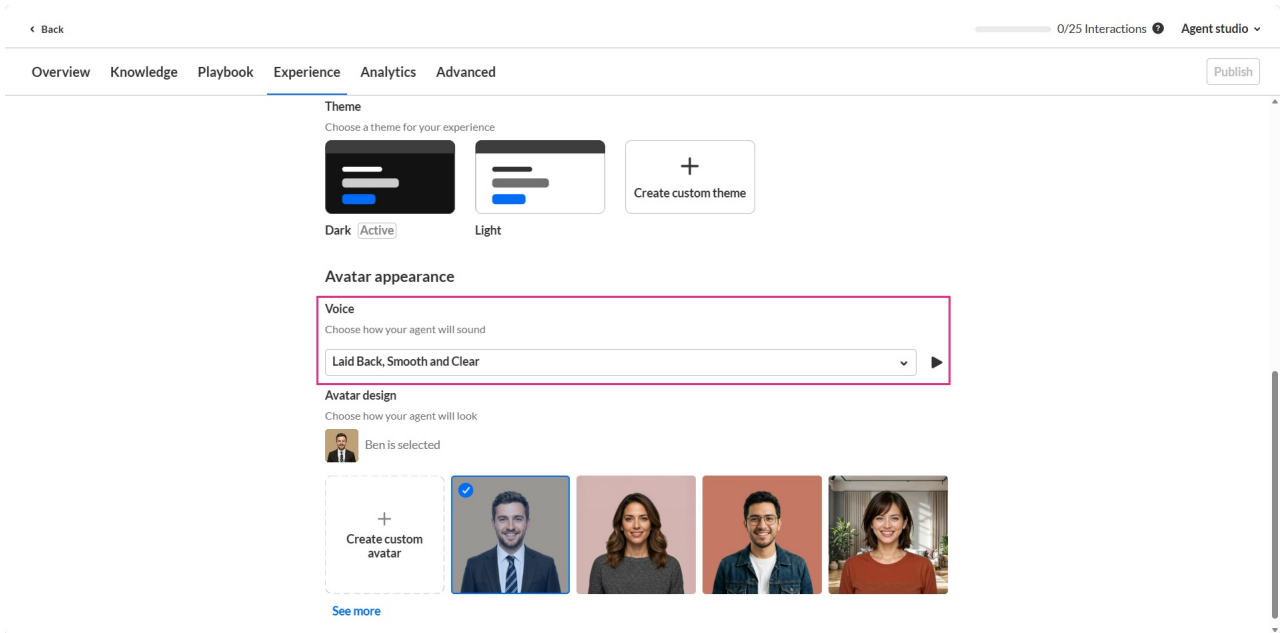 Back
0/25 Interactions
Agent studio
Overview
Knowledge
Playbook
Experience
Analytics
Advanced
Publish
Theme
Choose a theme for your experience
Create custom theme
Dark
Active
Light
Avatar appearance
Voice
Choose how your agent will sound
Laid Back, Smooth and Clear
Avatar design
Choose how your agent will look
Ben is selected
Create custom
avatar
See more